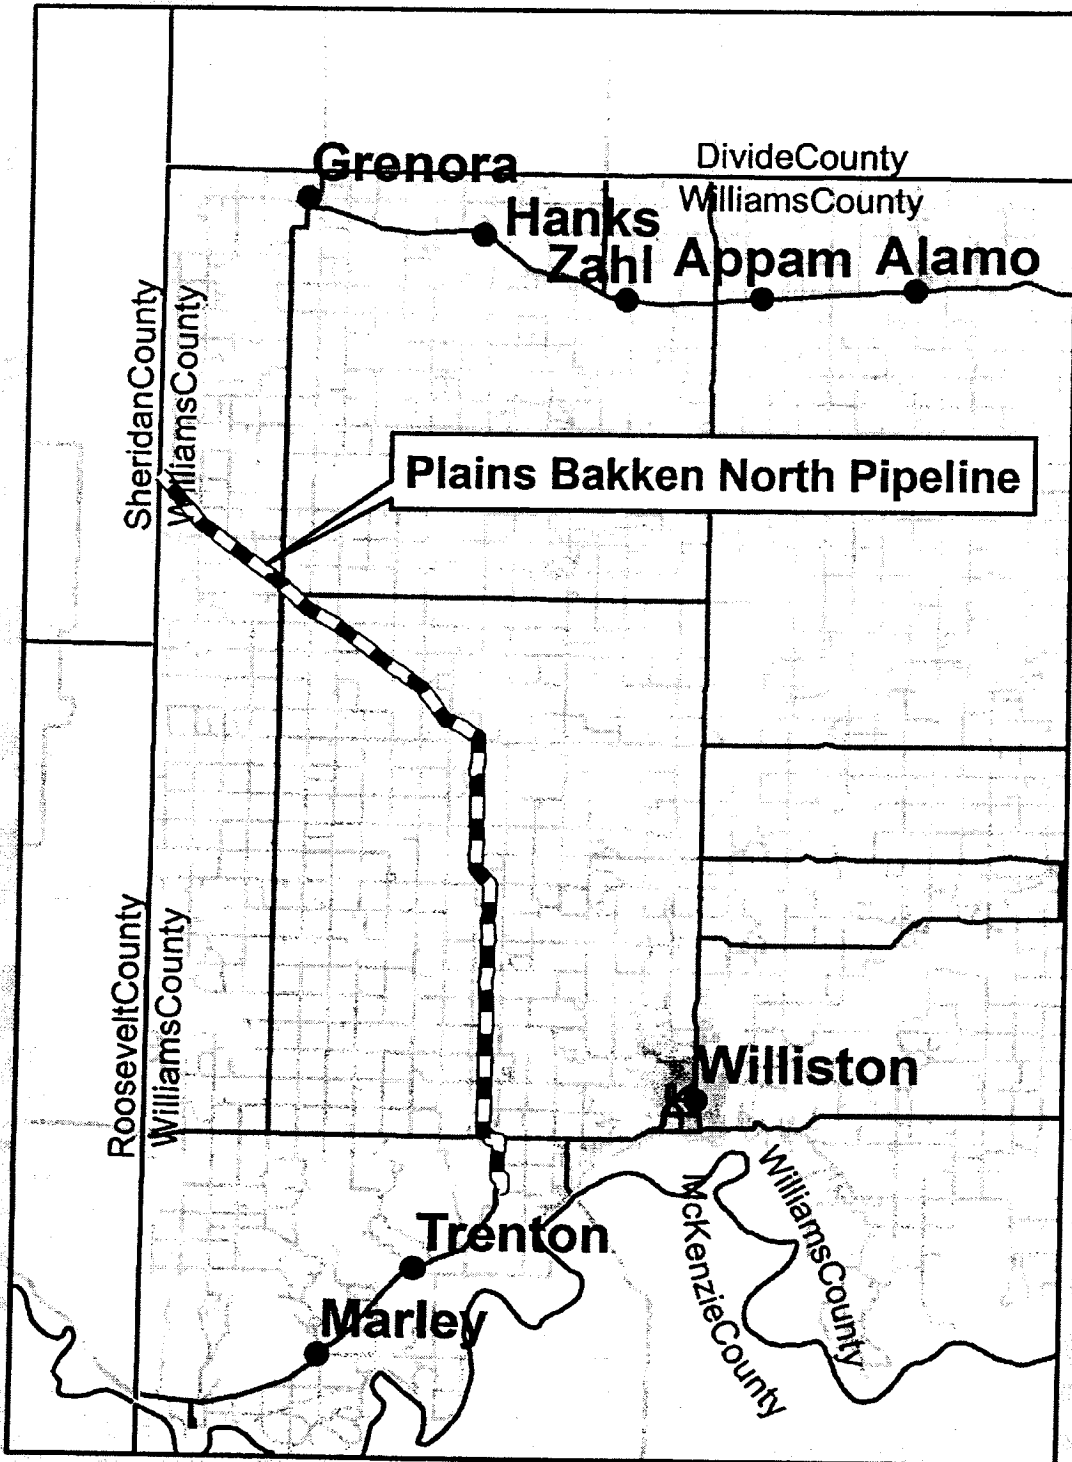 Grenora
DivideCounty
WilliamsCounty
Hanks
Zahl
Appam
Alamo
SheridanCounty
WilliamsCounty
Plains Bakken North Pipeline
RooseveltCounty
WilliamsCounty
Williston
McKenzieCounty
WilliamsCounty
Trenton
Marley